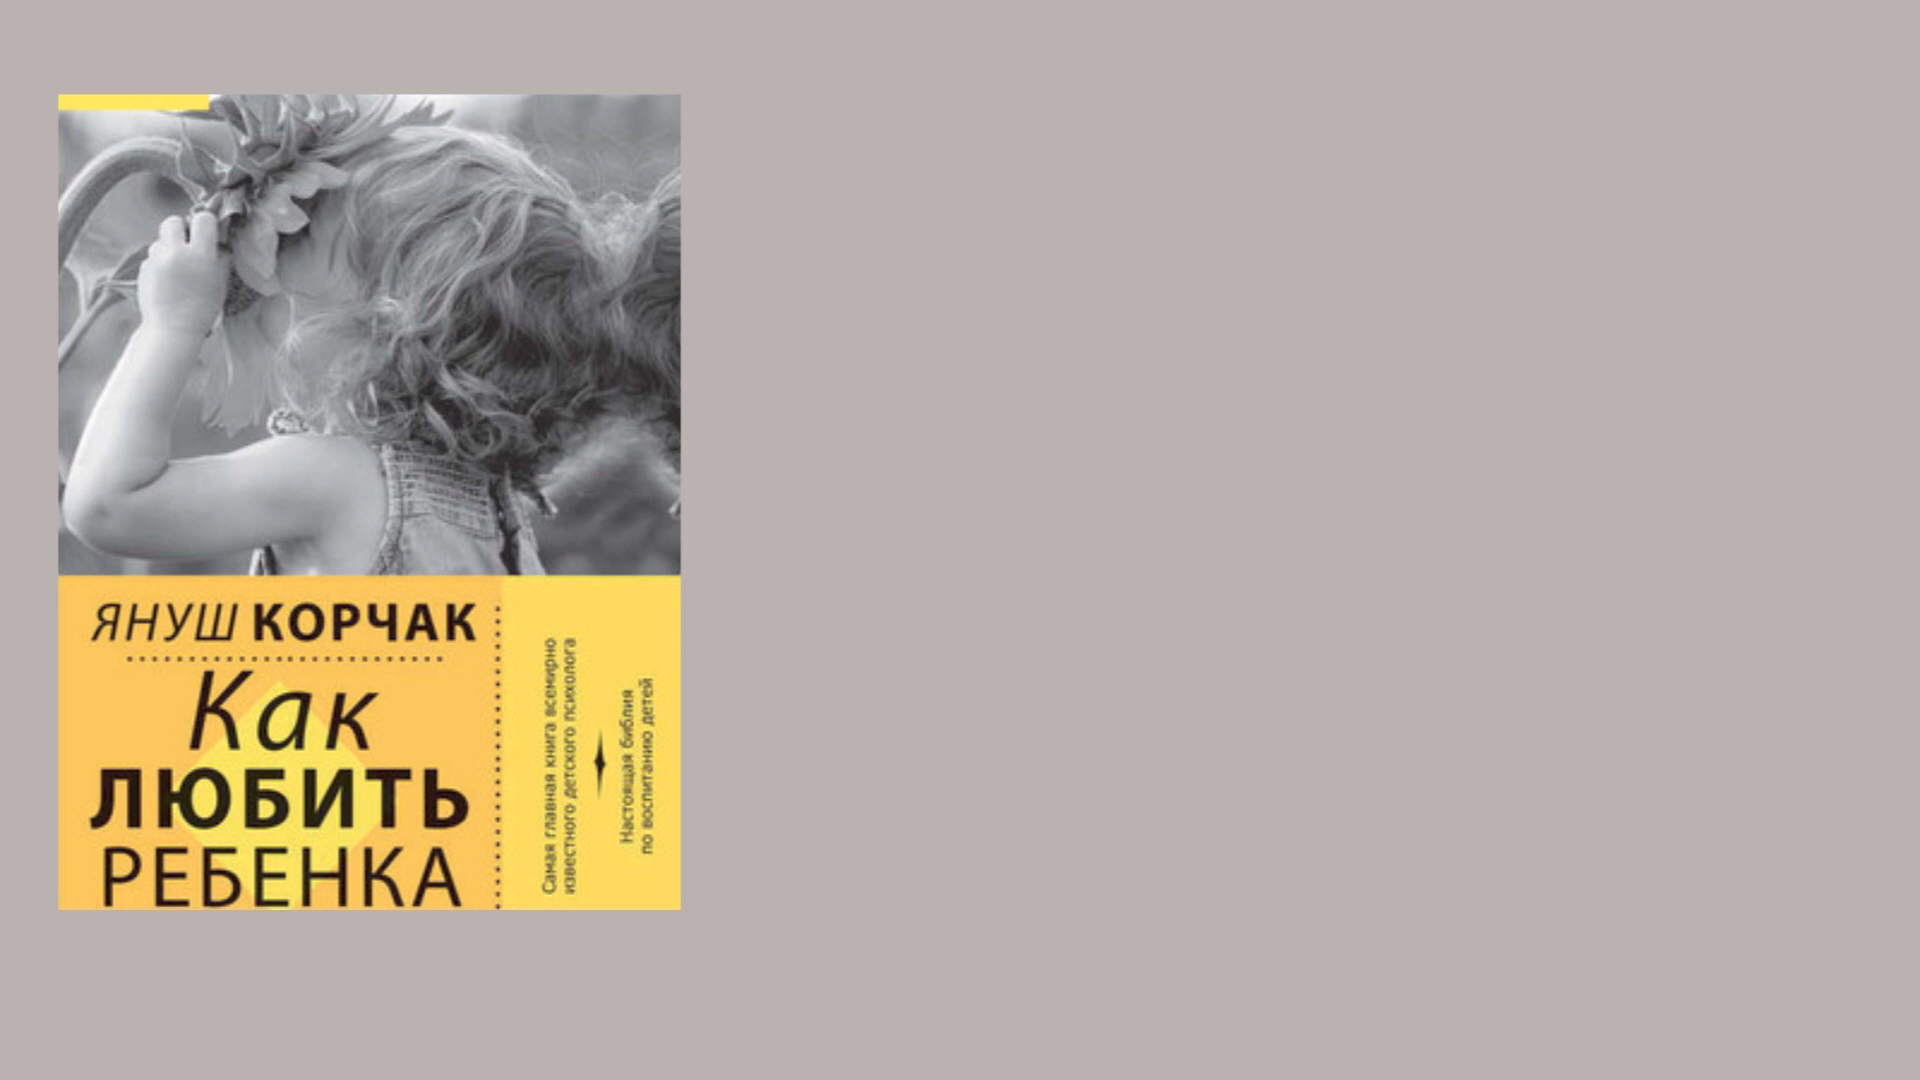 ЯНУШ КОРЧАК
Как
ЛЮБИТЬ
РЕБЕНКА
Самая главная книга всемирно
известного детского психолога
Настоящая библия
по воспитанию детей